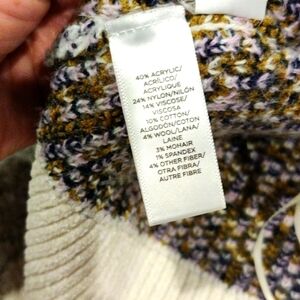 40% ACRYLIC/
ACRÍLICO/
ACRYLIQUE
24% NYLON/NILÓN
14% VISCOSE/
VISCOSA
10% COTTON/
ALGODÓN/COTON
4% WOOL/LANA/
LAINE
3% MOHAIR
1% SPANDEX
4% OTHER FIBER/
OTRA FIBRA/
AUTRE FIBRE